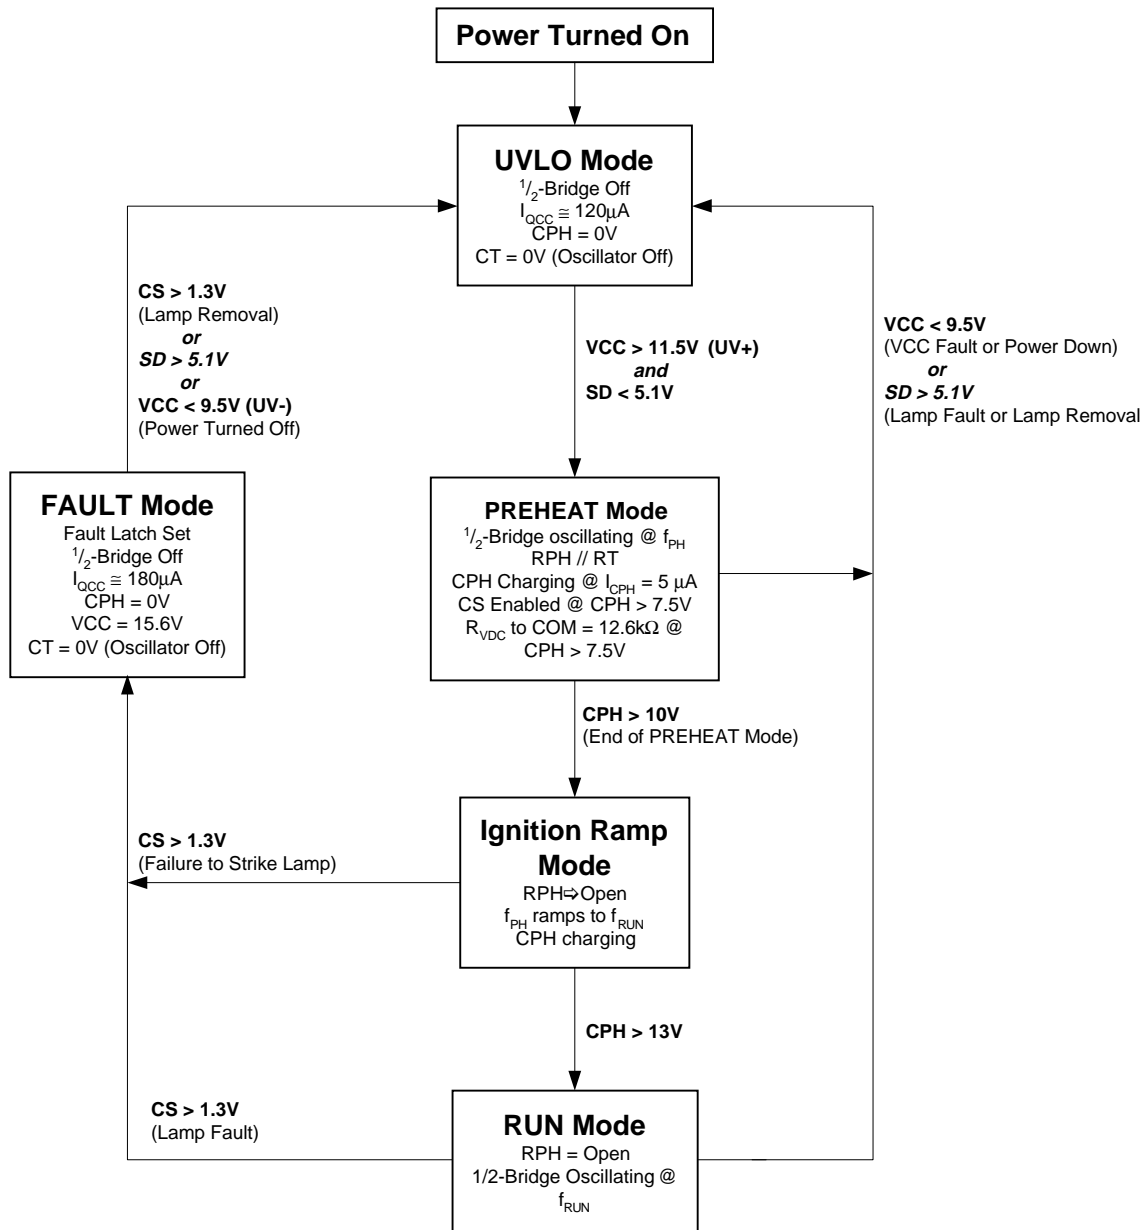 Power Turned On
UVLO Mode
1/2-Bridge Off
IQCC ≅ 120µA
CPH = 0V
CT = 0V (Oscillator Off)
CS > 1.3V
(Lamp Removal)
or
SD > 5.1V
or
VCC < 9.5V (UV-)
(Power Turned Off)
VCC > 11.5V (UV+)
and
SD < 5.1V
VCC < 9.5V
(VCC Fault or Power Down)
or
SD > 5.1V
(Lamp Fault or Lamp Removal
FAULT Mode
Fault Latch Set
1/2-Bridge Off
IQCC ≅ 180µA
CPH = 0V
VCC = 15.6V
CT = 0V (Oscillator Off)
PREHEAT Mode
1/2-Bridge oscillating @ fPH
RPH // RT
CPH Charging @ ICPH = 5 µA
CS Enabled @ CPH > 7.5V
RVDC to COM = 12.6kΩ @
CPH > 7.5V
CPH > 10V
(End of PREHEAT Mode)
Ignition Ramp
Mode
RPH⇨Open
fPH ramps to fRUN
CPH charging
CS > 1.3V
(Failure to Strike Lamp)
CPH > 13V
CS > 1.3V
(Lamp Fault)
RUN Mode
RPH = Open
1/2-Bridge Oscillating @
fRUN